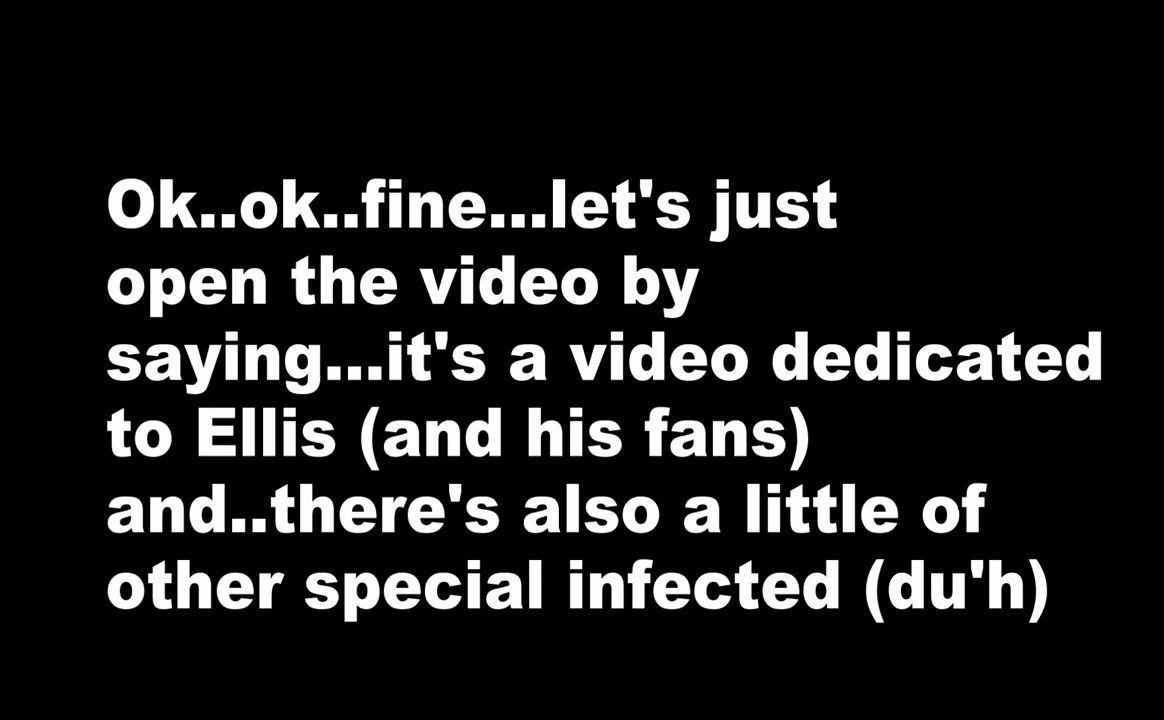 Ok..ok..fine...let's just
open the video by
saying...it's a video dedicated
to Ellis (and his fans)
and..there's also a little of
other special infected (du'h)